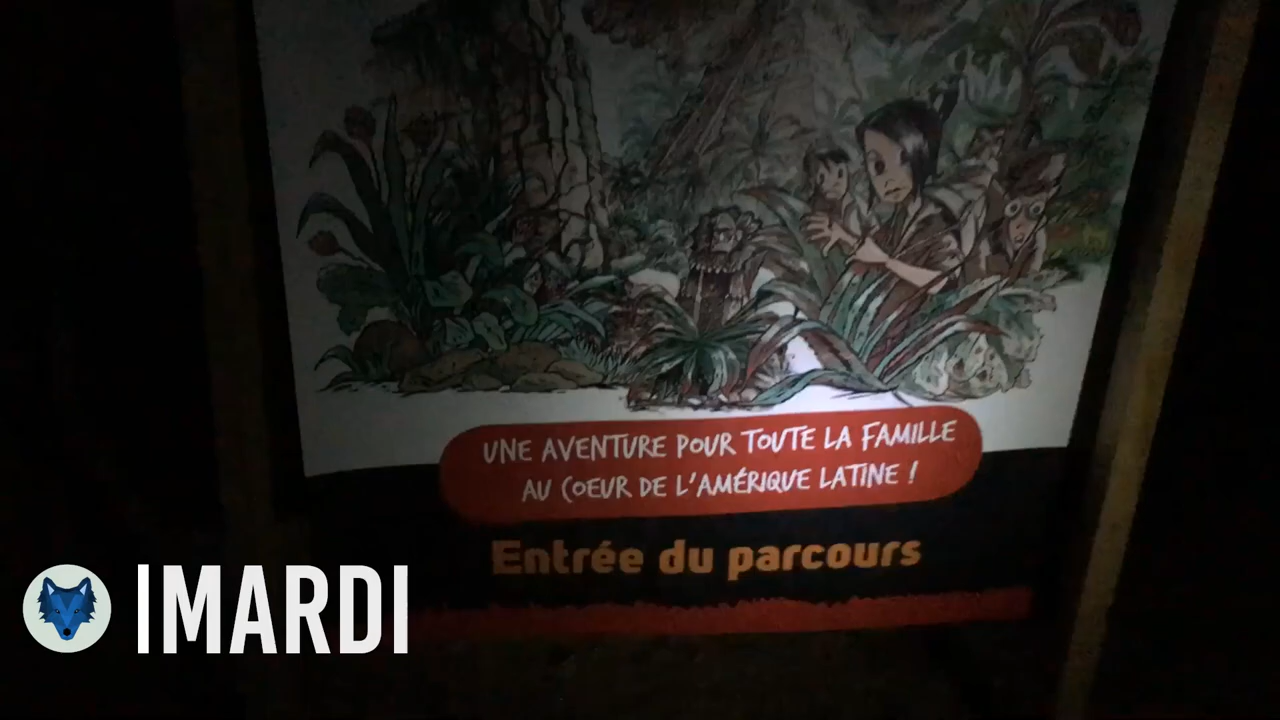 UNE AVENTURE POUR TOUTE LA FAMILLE
AU COEUR DE L'AMÉRIQUE LATINE !
Entrée du parcours
IMARDI